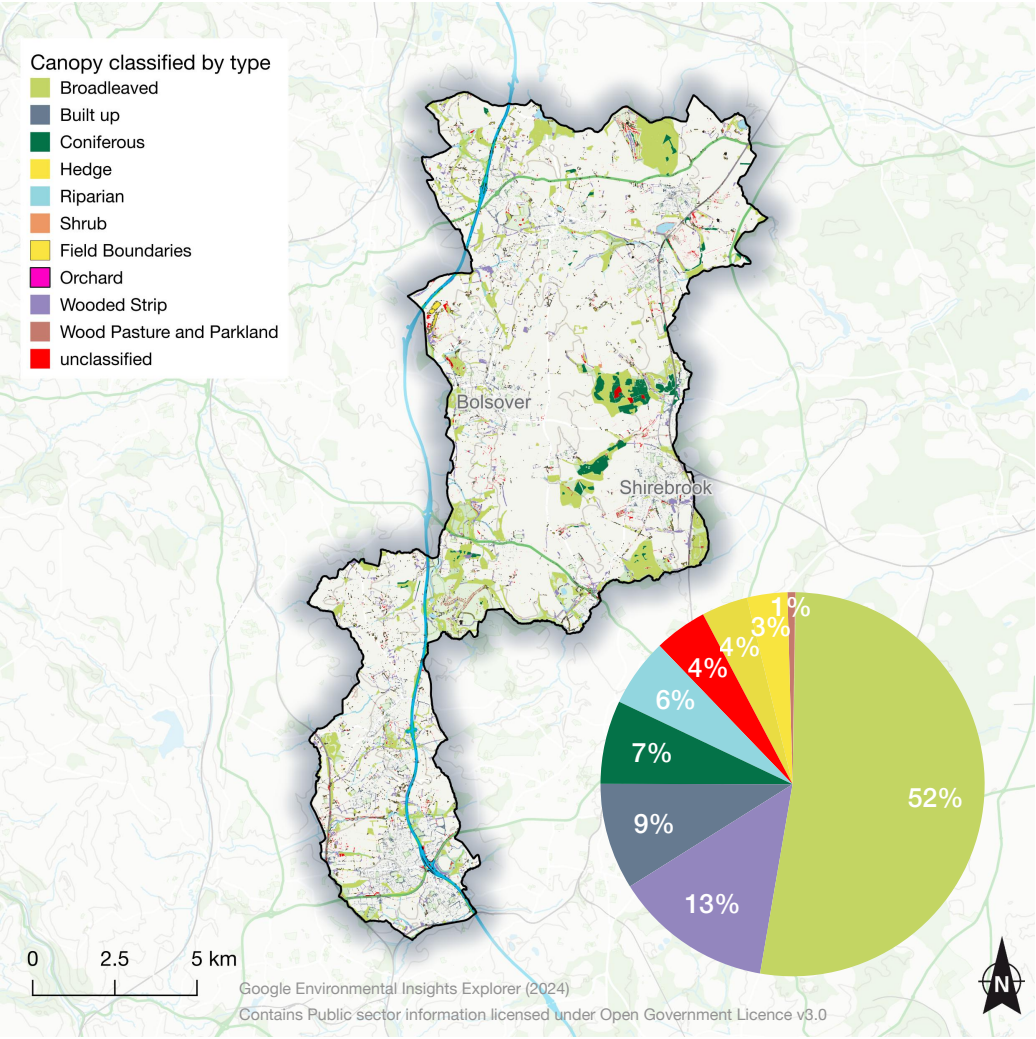 Canopy classified by type
Broadleaved
Built up
Coniferous
Hedge
Riparian
Shrub
Field Boundaries
Orchard
Wooded Strip
Wood Pasture and Parkland
unclassified
Bolsover
Shirebrook
1%
3%
4%
4%
6%
7%
52%
9%
13%
0 2.5 5 km
N
Google Environmental Insights Explorer (2024)
Contains Public sector information licensed under Open Government Licence v3.0